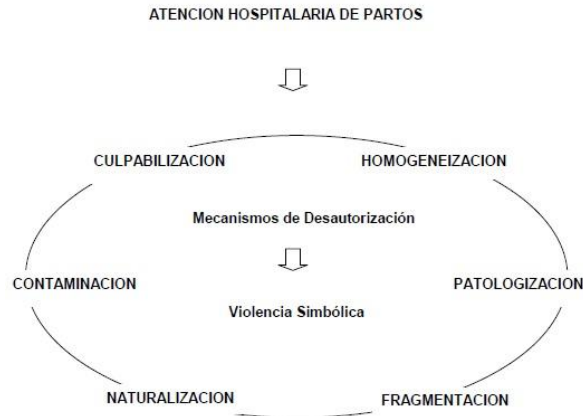 ATENCION HOSPITALARIA DE PARTOS
CULPABILIZACION
HOMOGENEIZACION
Mecanismos de Desautorización
CONTAMINACION
PATOLOGIZACION
Violencia Simbólica
NATURALIZACION
FRAGMENTACION